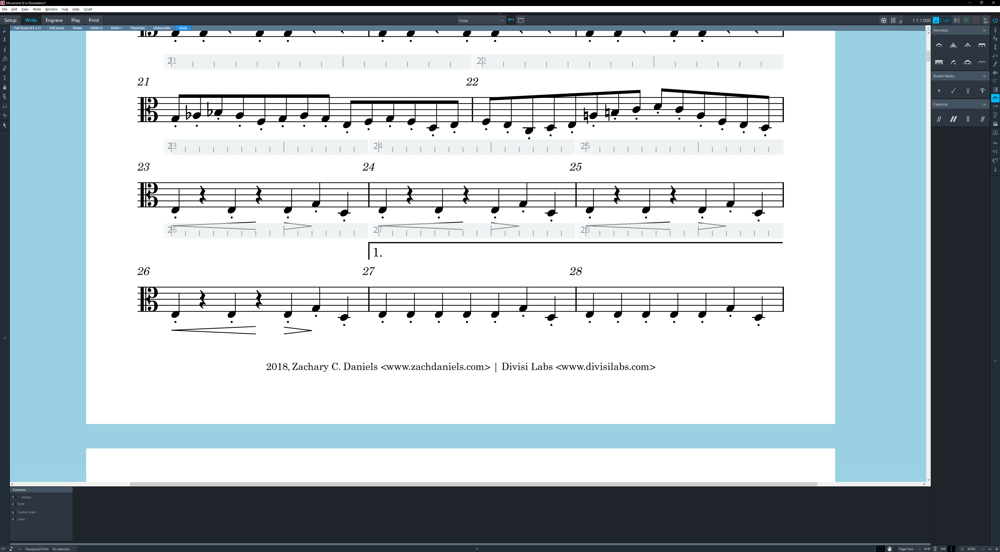 Movement IV in Dissertation*
File Edit View Write Window Hub Help Script
Setup Write Engrave Play Print Viola 1.1.1.000 120
Full Score 8.5 x 11 Full score Flutes Violin II Violin I Theremin Violoncello Viola
Fermatas
Breath Marks
Caesuras
21 22
21 22
23 24 25
23 24 25
26 27 28
1.
26 27 28
2018, Zachary C. Daniels <www.zachdaniels.com> | Divisi Labs <www.divisilabs.com>
Common
Muted
Scale
Custom scale
Color
Transposed Pitch No selection Page View 470%